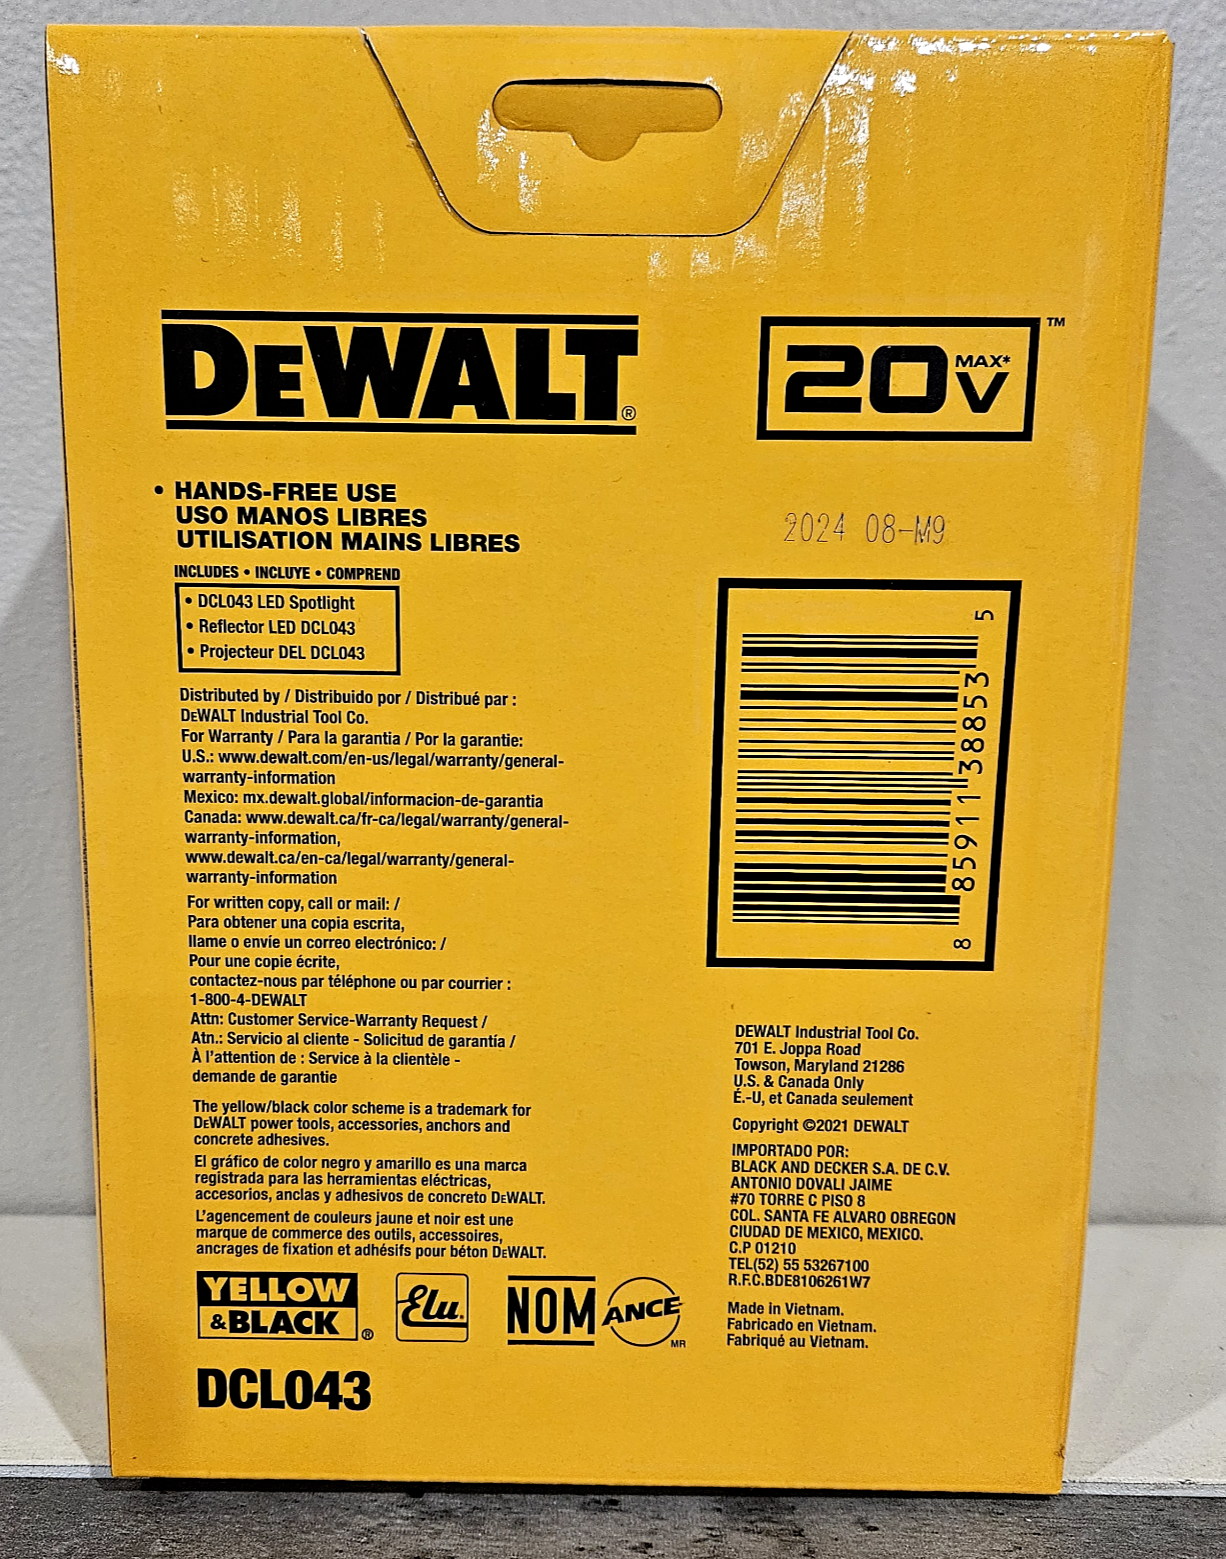 DEWALT®
20V MAX* ™
• HANDS-FREE USE
USO MANOS LIBRES
UTILISATION MAINS LIBRES
INCLUDES • INCLUYE • COMPREND
• DCL043 LED Spotlight
• Reflector LED DCL043
• Projecteur DEL DCL043
Distributed by / Distribuido por / Distribué par :
DEWALT Industrial Tool Co.
For Warranty / Para la garantia / Por la garantie:
U.S.: www.dewalt.com/en-us/legal/warranty/general-
warranty-information
Mexico: mx.dewalt.global/informacion-de-garantia
Canada: www.dewalt.ca/fr-ca/legal/warranty/general-
warranty-information,
www.dewalt.ca/en-ca/legal/warranty/general-
warranty-information
For written copy, call or mail: /
Para obtener una copia escrita,
llame o envíe un correo electrónico: /
Pour une copie écrite,
contactez-nous par téléphone ou par courrier :
1-800-4-DEWALT
Attn: Customer Service-Warranty Request /
Atn.: Servicio al cliente - Solicitud de garantía /
À l'attention de : Service à la clientèle -
demande de garantie
The yellow/black color scheme is a trademark for
DEWALT power tools, accessories, anchors and
concrete adhesives.
El gráfico de color negro y amarillo es una marca
registrada para las herramientas eléctricas,
accesorios, anclas y adhesivos de concreto DEWALT.
L'agencement de couleurs jaune et noir est une
marque de commerce des outils, accessoires,
ancrages de fixation et adhésifs pour béton DEWALT.
YELLOW
&BLACK®
Elu.
NOM
ANCE
MR
DCL043
2024 08-M9
8 85911 38853 5
DEWALT Industrial Tool Co.
701 E. Joppa Road
Towson, Maryland 21286
U.S. & Canada Only
É.-U, et Canada seulement
Copyright ©2021 DEWALT
IMPORTADO POR:
BLACK AND DECKER S.A. DE C.V.
ANTONIO DOVALI JAIME
#70 TORRE C PISO 8
COL. SANTA FE ALVARO OBREGON
CIUDAD DE MEXICO, MEXICO.
C.P 01210
TEL(52) 55 53267100
R.F.C.BDE8106261W7
Made in Vietnam.
Fabricado en Vietnam.
Fabriqué au Vietnam.